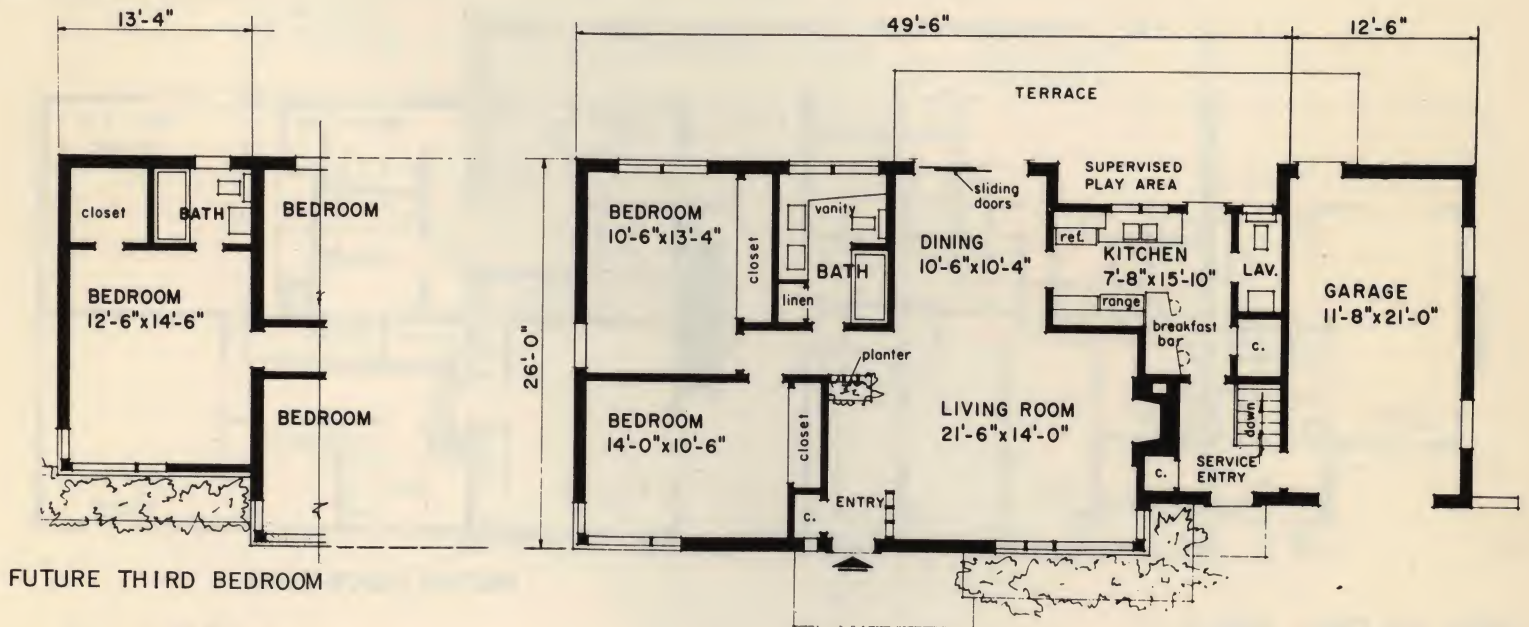 13'-4"
49'-6"
12'-6"
TERRACE
closet
BATH
BEDROOM
BEDROOM
12'-6"x14'-6"
BEDROOM
FUTURE THIRD BEDROOM
26'-0"
BEDROOM
10'-6"x13'-4"
closet
vanity
BATH
linen
sliding
doors
DINING
10'-6"x10'-4"
SUPERVISED
PLAY AREA
ref.
KITCHEN
7'-8"x15'-10"
range
breakfast
bar
LAV.
c.
GARAGE
11'-8"x21'-0"
planter
BEDROOM
14'-0"x10'-6"
closet
LIVING ROOM
21'-6"x14'-0"
down
c.
SERVICE
ENTRY
ENTRY
c.